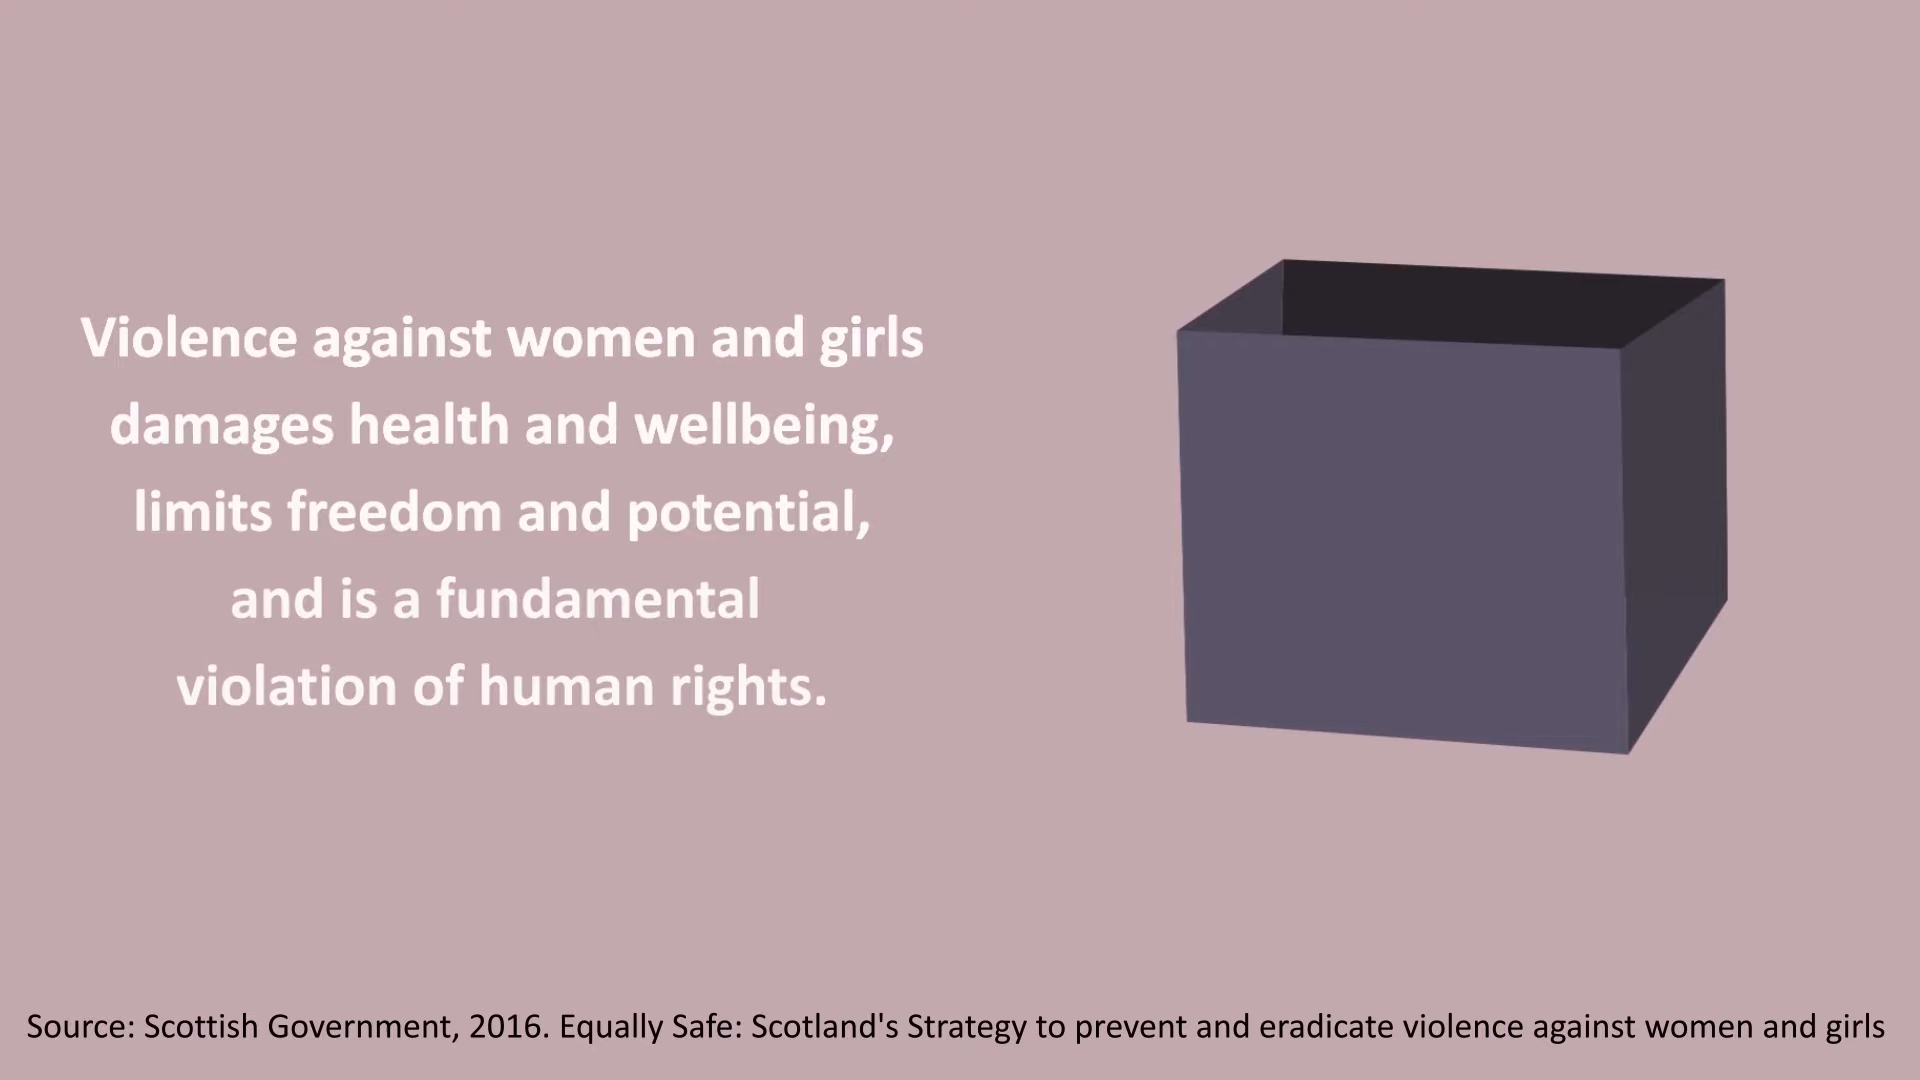 Violence against women and girls
damages health and wellbeing,
limits freedom and potential,
and is a fundamental
violation of human rights.
Source: Scottish Government, 2016. Equally Safe: Scotland's Strategy to prevent and eradicate violence against women and girls